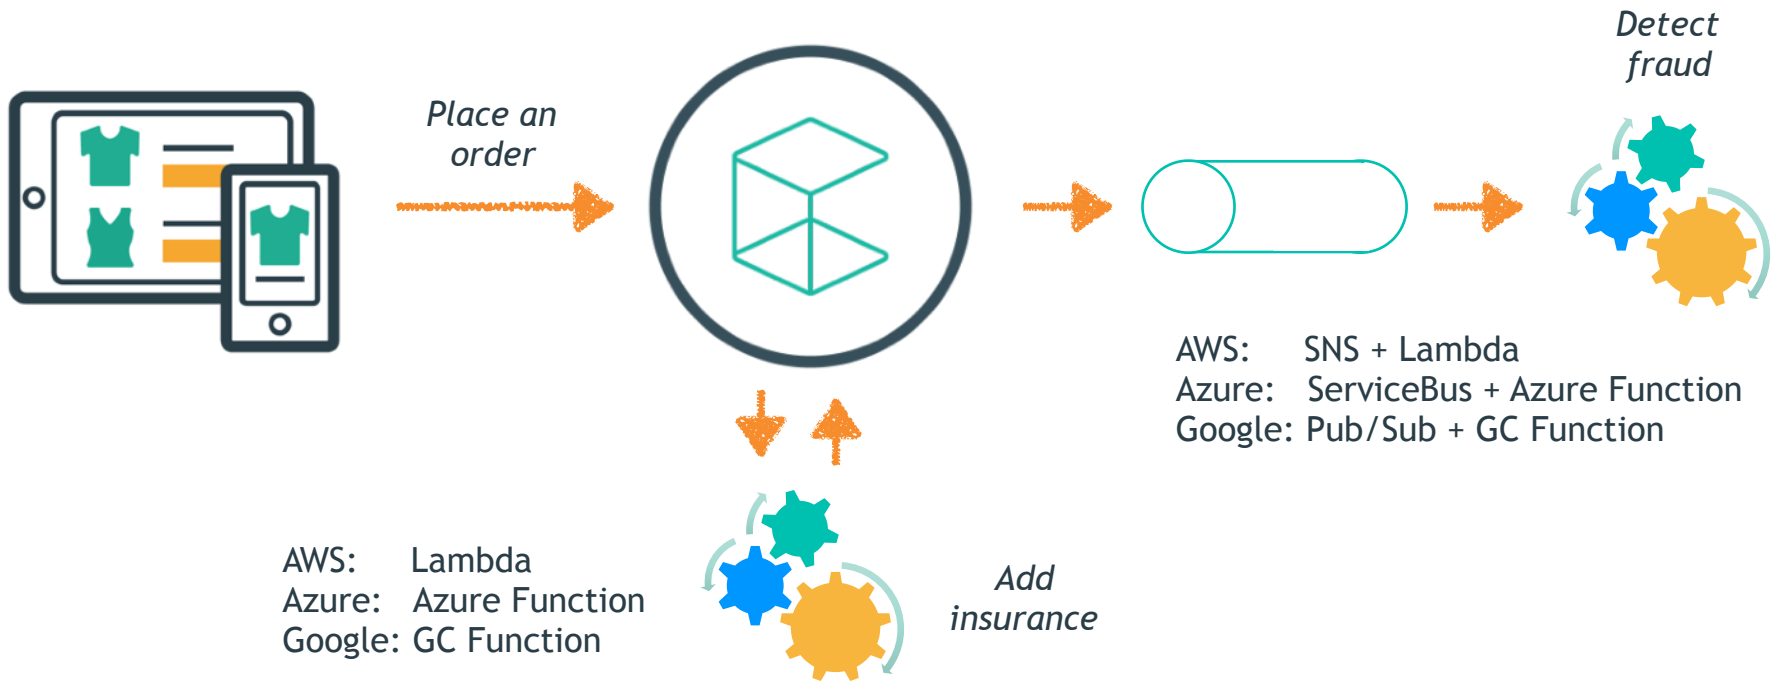 Detect
fraud
Place an
order
AWS: SNS + Lambda
Azure: ServiceBus + Azure Function
Google: Pub/Sub + GC Function
AWS: Lambda
Azure: Azure Function
Google: GC Function
Add
insurance